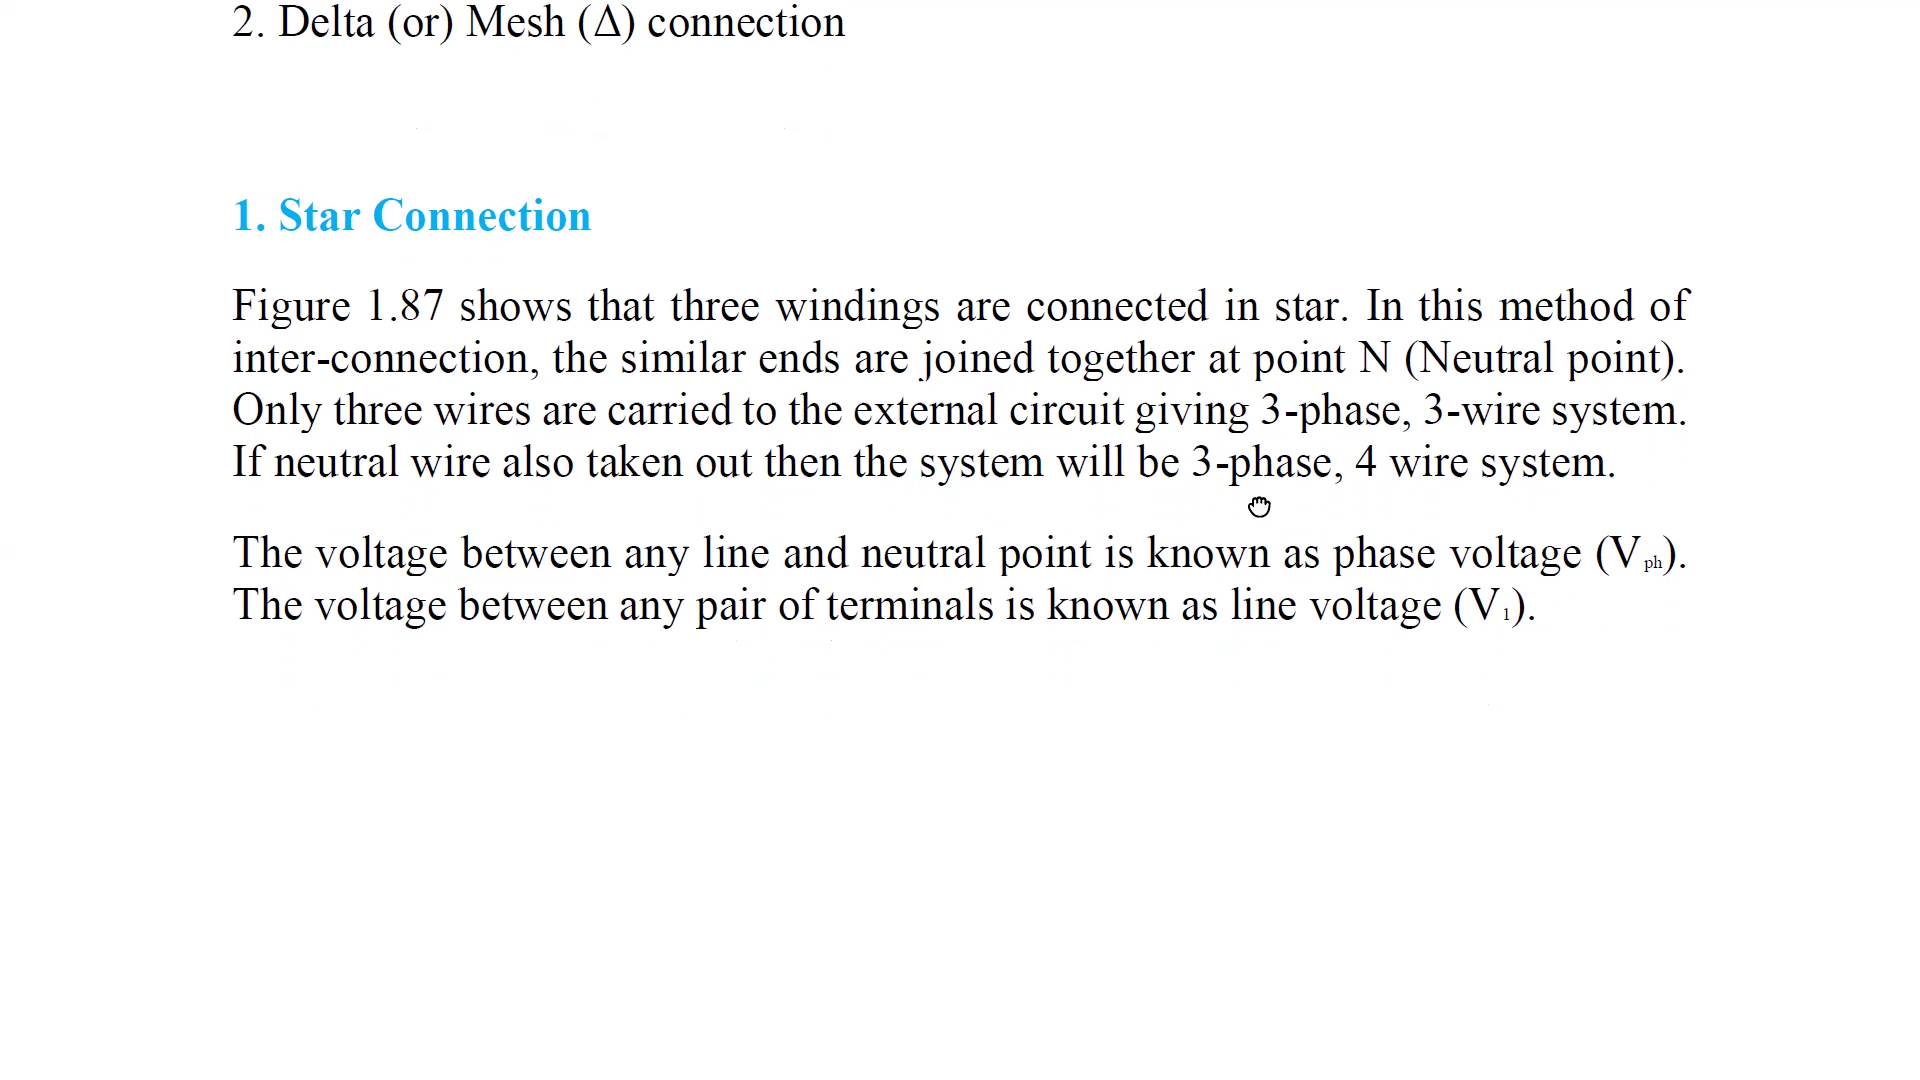 2. Delta (or) Mesh (Δ) connection
1. Star Connection
Figure 1.87 shows that three windings are connected in star. In this method of
inter-connection, the similar ends are joined together at point N (Neutral point).
Only three wires are carried to the external circuit giving 3-phase, 3-wire system.
If neutral wire also taken out then the system will be 3-phase, 4 wire system.
The voltage between any line and neutral point is known as phase voltage (Vph).
The voltage between any pair of terminals is known as line voltage (V1).